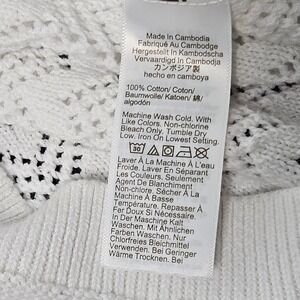 Made In Cambodia
Fabriqué Au Cambodge
Hergestellt In Kambodscha
Vervaardigd In Cambodja
カンボジア製
hecho en camboya
100% Cotton/ Coton/
Baumwolle/ Katoen/ 綿/
algodón
Machine Wash Cold. With
Like Colors. Non-chlorine
Bleach Only. Tumble Dry
Low. Iron On Lowest Setting.
30
Laver À La Machine À L'eau
Froide. Laver En Séparant
Les Couleurs. Seulement
Agent De Blanchiment
Non-chlore. Sécher À La
Machine À Basse
Température. Repasser À
Fer Doux Si Nécessaire.
In Der Maschine Kalt
Waschen. Mit Ähnlichen
Farben Waschen. Nur
Chlorfreies Bleichmittel
Verwenden. Bei Geringer
Wärme Trocknen. Bei